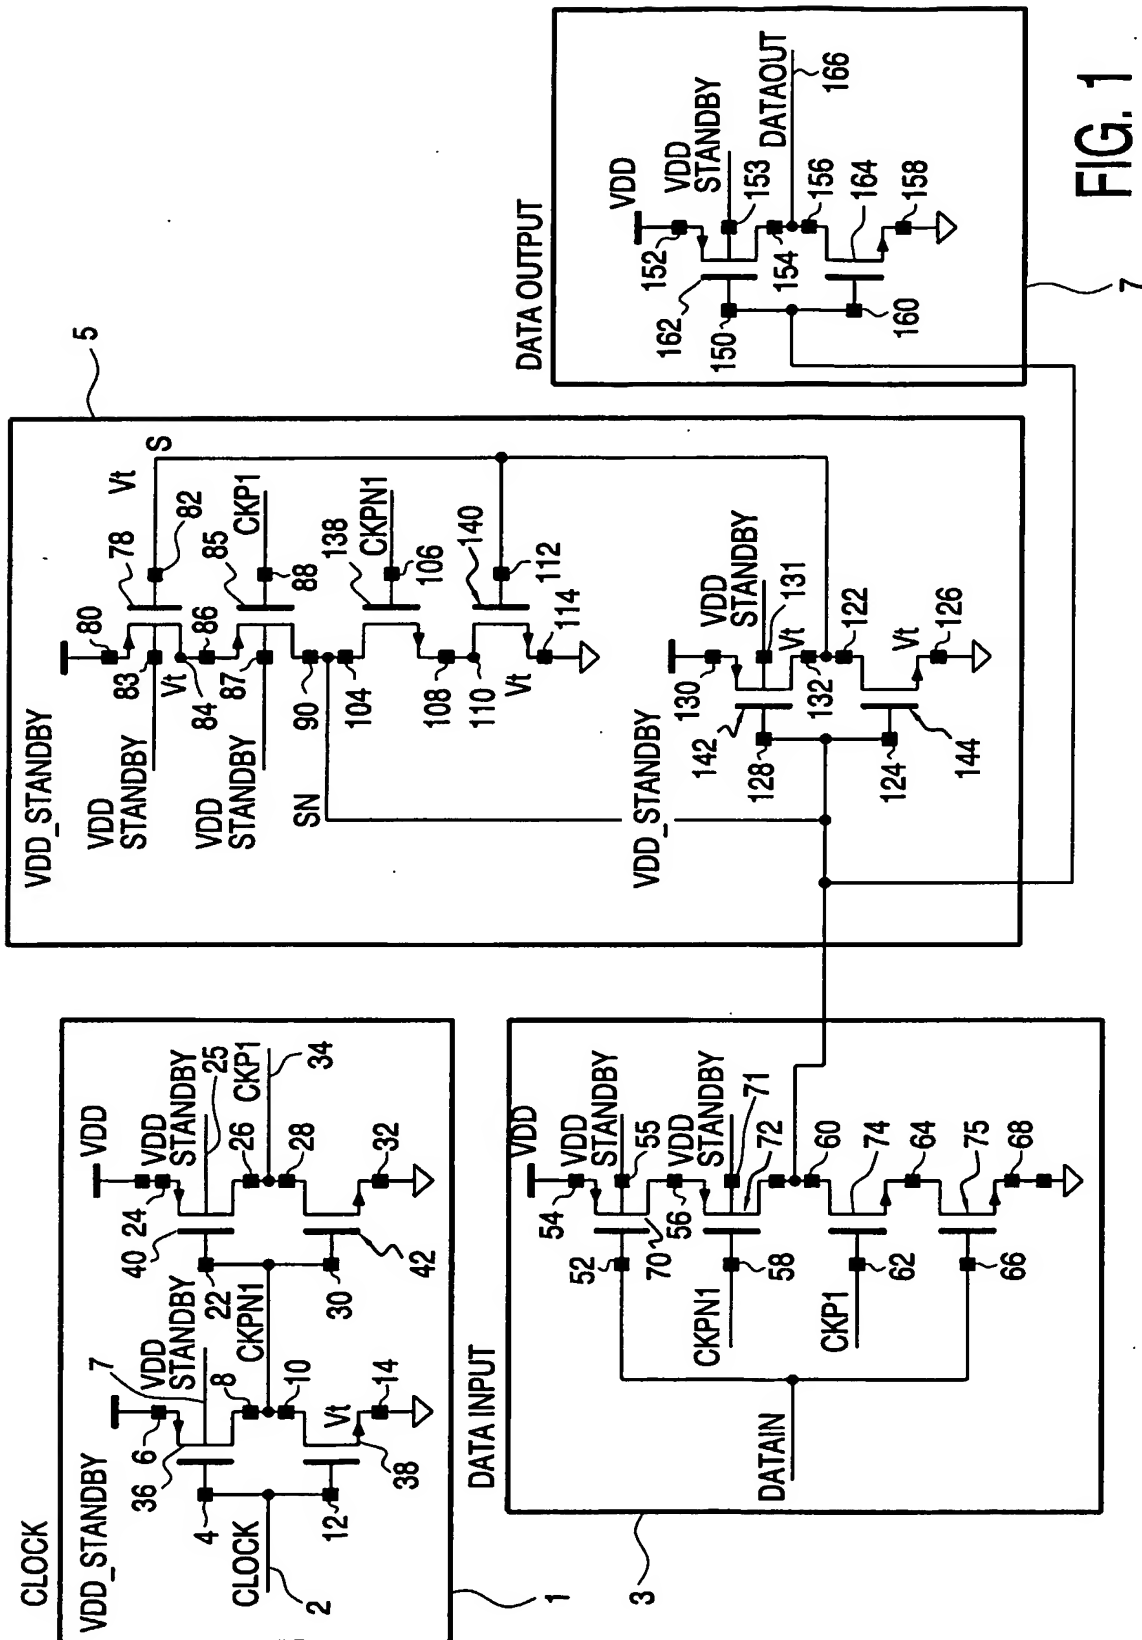 CLOCK
VDD_STANDBY
VDD
6
VDD
STANDBY
7
36
4
8
CKPN1
10
CLOCK
2
12
Vt
14
38
24
VDD
STANDBY
25
40
22
26
CKP1
34
28
30
32
42
1
DATA INPUT
VDD
54
VDD
STANDBY
55
52
70
56
VDD
STANDBY
71
72
CKPN1
58
60
74
CKP1
62
64
75
66
68
DATAIN
3
5
VDD_STANDBY
80
78
Vt
S
82
VDD
STANDBY
83
Vt
84
86
85
CKP1
88
VDD
STANDBY
87
90
SN
104
138
CKPN1
106
108
110
140
112
Vt
114
VDD_STANDBY
130
VDD
STANDBY
131
142
128
Vt
132
122
124
Vt
126
144
DATA OUTPUT
VDD
152
VDD
STANDBY
153
162
150
154
DATAOUT
166
156
164
160
158
7
FIG. 1